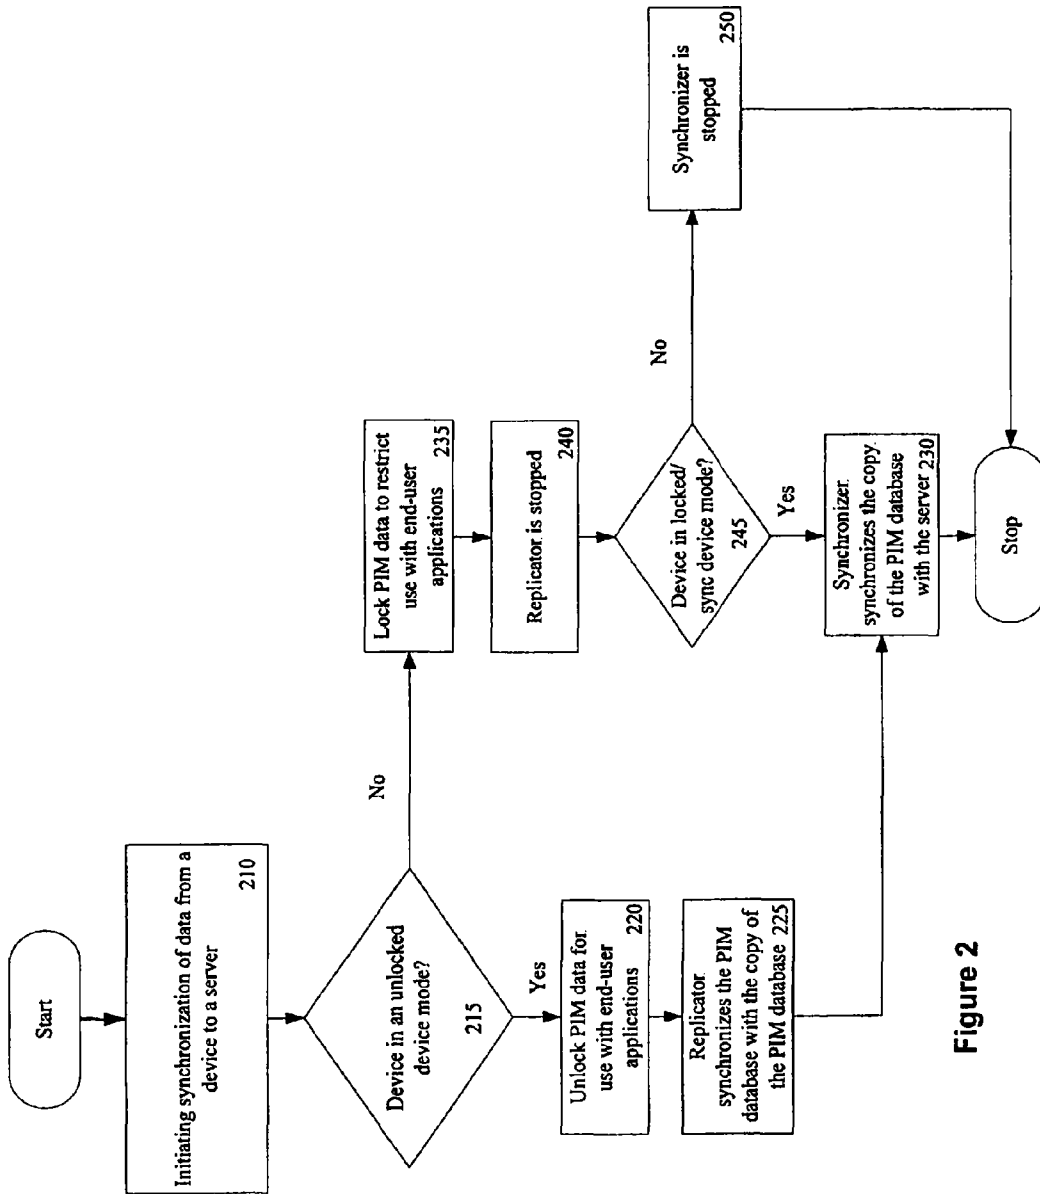 Start
Initiating synchronization of data from a
device to a server
210
Device in an unlocked
device mode?
215
No
Yes
Unlock PIM data for
use with end-user
applications 220
Replicator
synchronizes the PIM
database with the copy of
the PIM database 225
Lock PIM data to restrict
use with end-user
applications 235
Replicator is stopped
240
Device in locked/
sync device mode?
245
No
Yes
Synchronizer
synchronizes the copy
of the PIM database
with the server 230
Synchronizer is
stopped
250
Stop
Figure 2